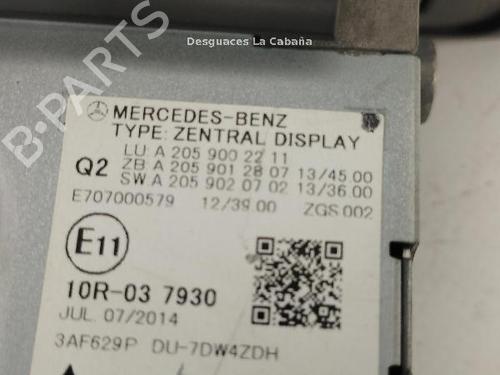 Desguaces La Cabaña
B-PARTS
MERCEDES-BENZ
TYPE: ZENTRAL DISPLAY
LU: A 205 900 22 11
Q2 ZB: A 205 901 28 07 13/45.00
SW: A 205 902 07 02 13/36.00
E707000579 12/39.00 ZGS 002
E11
10R-03 7930
JUL. 07/2014
3AF629P DU-7DW4ZDH